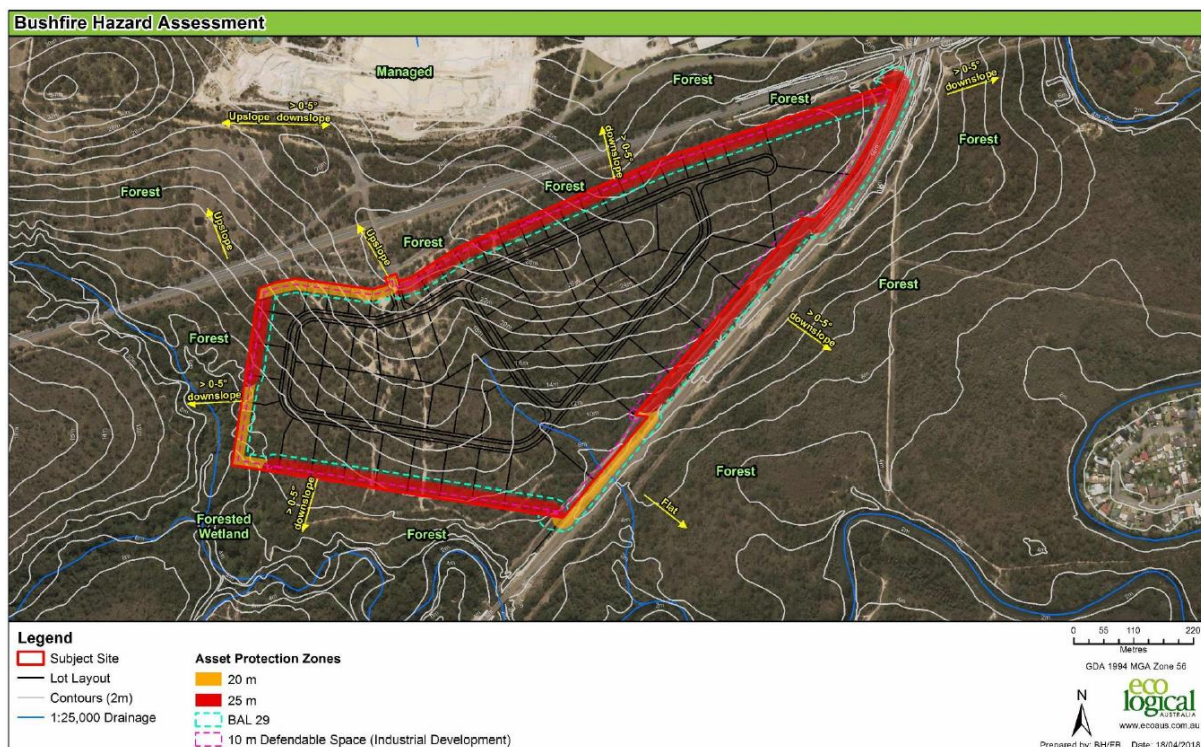 Bushfire Hazard Assessment
Managed
Forest
> 0-5°
downslope
> 0-5°
Upslope downslope
Forest
> 0-5°
downslope
Forest
Forest
Forest
Upslope
Upslope
Forest
Forest
Forest
> 0-5°
downslope
> 0-5°
downslope
Forest
Flat
> 0-5°
downslope
Forested
Wetland
Forest
Legend
Subject Site
Lot Layout
Contours (2m)
1:25,000 Drainage
Asset Protection Zones
20 m
25 m
BAL 29
10 m Defendable Space (Industrial Development)
0 55 110 220
Metres
GDA 1994 MGA Zone 56
N
eco
logical
AUSTRALIA
www.ecoaus.com.au
Prepared by: BH/FR Date: 18/04/2018